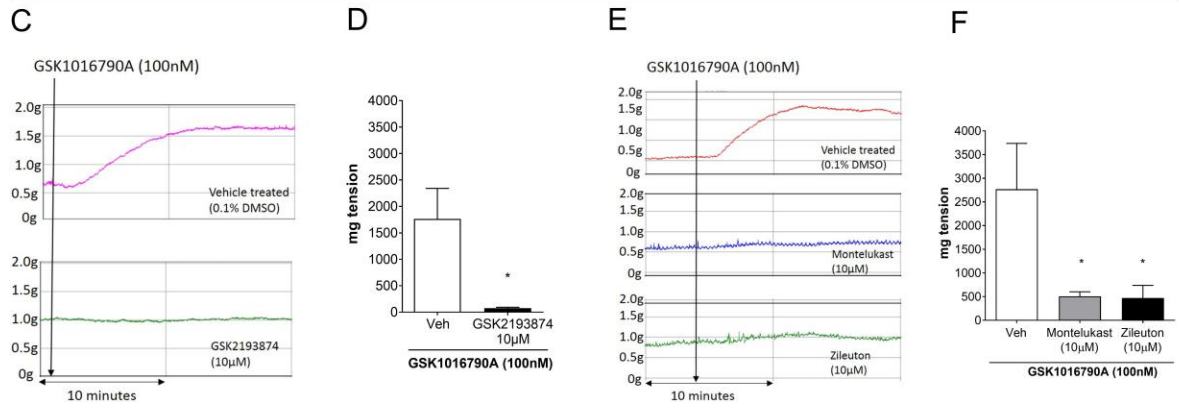 C
GSK1016790A (100nM)
2.0g
1.5g
1.0g
0.5g
0g
Vehicle treated
(0.1% DMSO)
2.0g
1.5g
1.0g
0.5g
0g
GSK2193874
(10µM)
10 minutes
D
mg tension
4000
3500
3000
2500
2000
1500
1000
500
0
*
Veh
GSK2193874
10µM
GSK1016790A (100nM)
E
GSK1016790A (100nM)
2.0g
1.5g
1.0g
0.5g
0g
Vehicle treated
(0.1% DMSO)
2.0g
1.5g
1.0g
0.5g
0g
Montelukast
(10µM)
2.0g
1.5g
1.0g
0.5g
0g
Zileuton
(10µM)
10 minutes
F
mg tension
4000
3500
3000
2500
2000
1500
1000
500
0
* *
Veh
Montelukast
(10µM)
Zileuton
(10µM)
GSK1016790A (100nM)